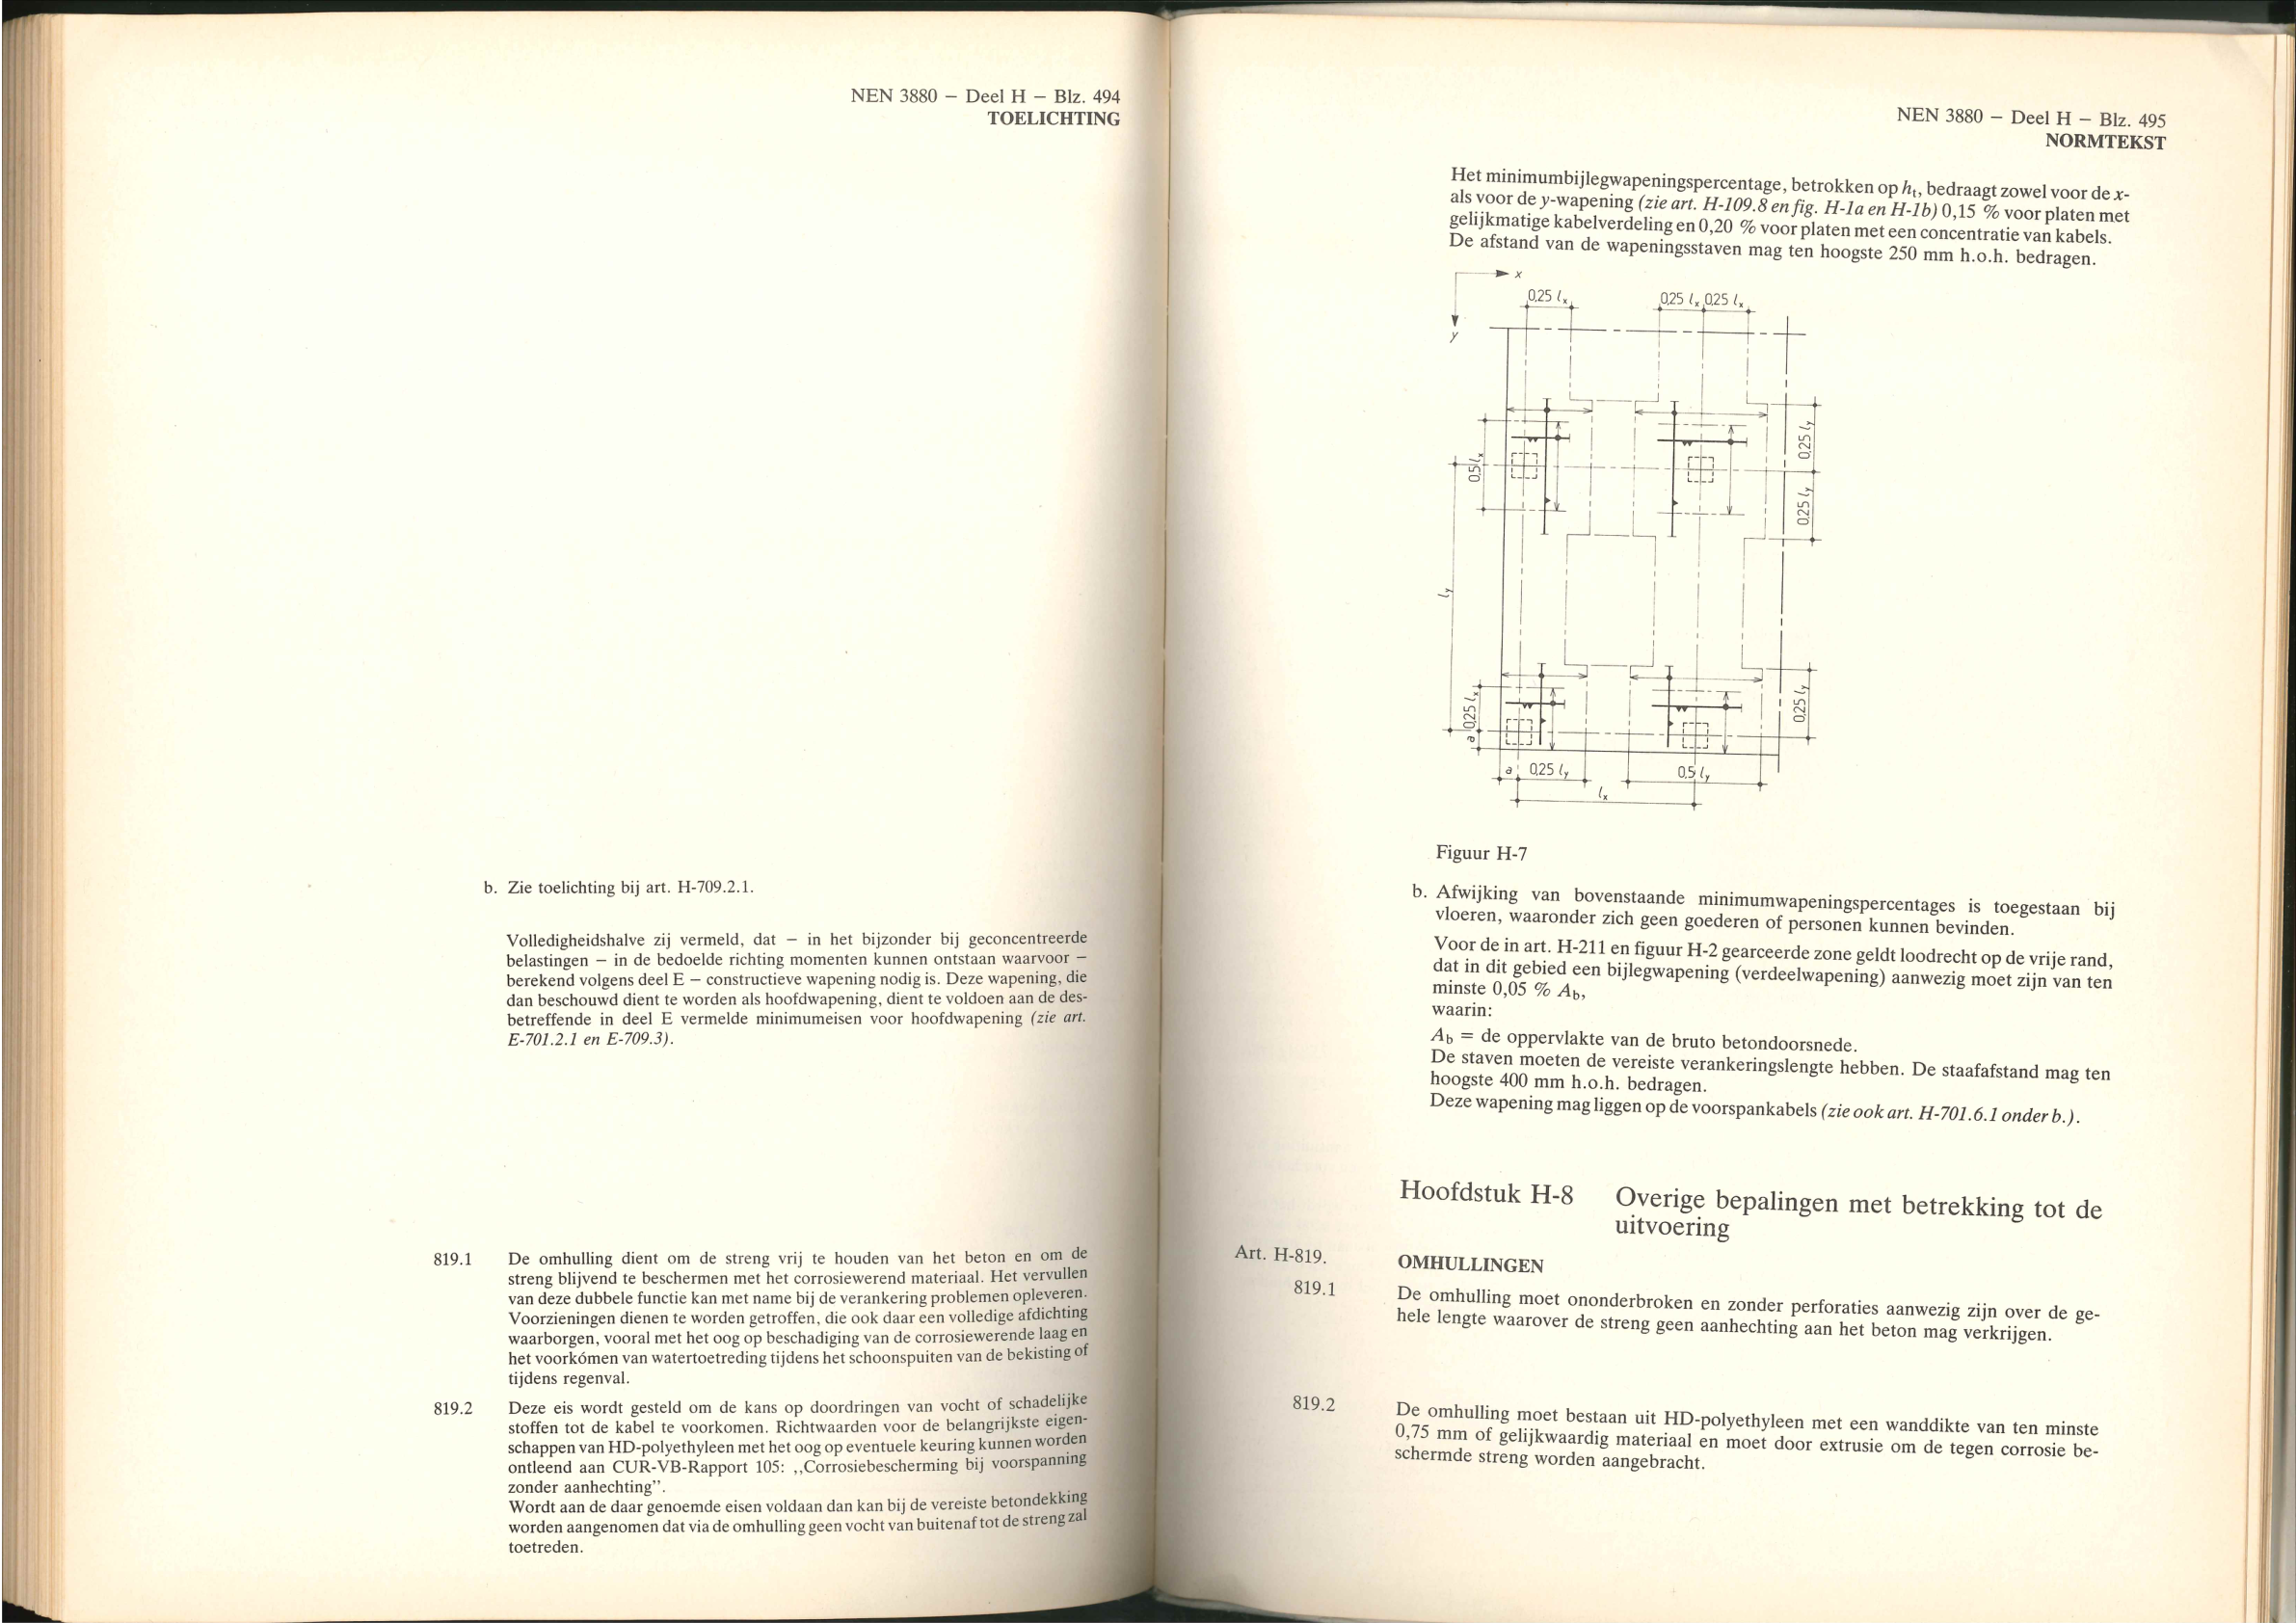 NEN 3880 – Deel H – Blz. 494
TOELICHTING
b. Zie toelichting bij art. H-709.2.1.
Volledigheidshalve zij vermeld, dat – in het bijzonder bij geconcentreerde
belastingen – in de bedoelde richting momenten kunnen ontstaan waarvoor –
berekend volgens deel E – constructieve wapening nodig is. Deze wapening, die
dan beschouwd dient te worden als hoofdwapening, dient te voldoen aan de des-
betreffende in deel E vermelde minimumeisen voor hoofdwapening (zie art.
E-701.2.1 en E-709.3).
819.1 De omhulling dient om de streng vrij te houden van het beton en om de
streng blijvend te beschermen met het corrosiewerend materiaal. Het vervullen
van deze dubbele functie kan met name bij de verankering problemen opleveren.
Voorzieningen dienen te worden getroffen, die ook daar een volledige afdichting
waarborgen, vooral met het oog op beschadiging van de corrosiewerende laag en
het voorkómen van watertoetreding tijdens het schoonspuiten van de bekisting of
tijdens regenval.
819.2 Deze eis wordt gesteld om de kans op doordringen van vocht of schadelijke
stoffen tot de kabel te voorkomen. Richtwaarden voor de belangrijkste eigen-
schappen van HD-polyethyleen met het oog op eventuele keuring kunnen worden
ontleend aan CUR-VB-Rapport 105: ,,Corrosiebescherming bij voorspanning
zonder aanhechting”.
Wordt aan de daar genoemde eisen voldaan dan kan bij de vereiste betondekking
worden aangenomen dat via de omhulling geen vocht van buitenaf tot de streng zal
toetreden.
NEN 3880 – Deel H – Blz. 495
NORMTEKST
Het minimumbijlegwapeningspercentage, betrokken op ht, bedraagt zowel voor de x-
als voor de y-wapening (zie art. H-109.8 en fig. H-1a en H-1b) 0,15 % voor platen met
gelijkmatige kabelverdeling en 0,20 % voor platen met een concentratie van kabels.
De afstand van de wapeningsstaven mag ten hoogste 250 mm h.o.h. bedragen.
x
y
0,25 lx
0,25 lx 0,25 lx
0,5 lx
0,25 ly
0,25 ly
ly
0,25 lx
a
0,25 ly
a 0,25 ly
0,5 ly
lx
Figuur H-7
b. Afwijking van bovenstaande minimumwapeningspercentages is toegestaan bij
vloeren, waaronder zich geen goederen of personen kunnen bevinden.
Voor de in art. H-211 en figuur H-2 gearceerde zone geldt loodrecht op de vrije rand,
dat in dit gebied een bijlegwapening (verdeelwapening) aanwezig moet zijn van ten
minste 0,05 % Ab,
waarin:
Ab = de oppervlakte van de bruto betondoorsnede.
De staven moeten de vereiste verankeringslengte hebben. De staafafstand mag ten
hoogste 400 mm h.o.h. bedragen.
Deze wapening mag liggen op de voorspankabels (zie ook art. H-701.6.1 onder b.).
Hoofdstuk H-8 Overige bepalingen met betrekking tot de
uitvoering
Art. H-819. OMHULLINGEN
819.1 De omhulling moet ononderbroken en zonder perforaties aanwezig zijn over de ge-
hele lengte waarover de streng geen aanhechting aan het beton mag verkrijgen.
819.2 De omhulling moet bestaan uit HD-polyethyleen met een wanddikte van ten minste
0,75 mm of gelijkwaardig materiaal en moet door extrusie om de tegen corrosie be-
schermde streng worden aangebracht.